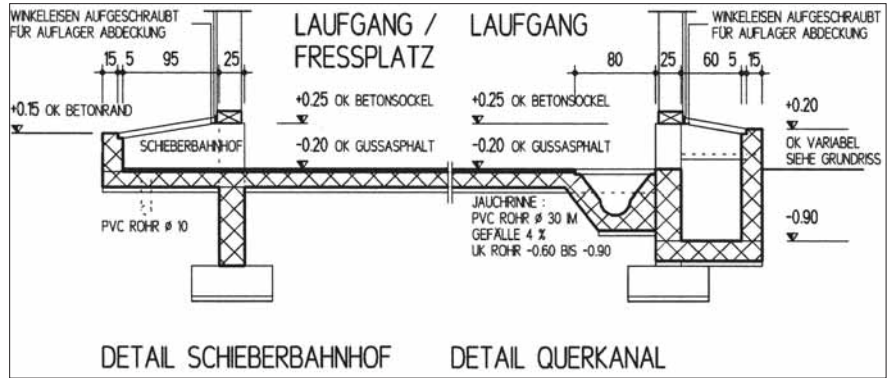 WINKELEISEN AUFGESCHRAUBT
FÜR AUFLAGER ABDECKUNG
LAUFGANG /
FRESSPLATZ
LAUFGANG
WINKELEISEN AUFGESCHRAUBT
FÜR AUFLAGER ABDECKUNG
15 5 95 25
80 25 60 5 15
+0.15 OK BETONRAND
+0.25 OK BETONSOCKEL
+0.25 OK BETONSOCKEL
+0.20
SCHIEBERBAHNHOF
-0.20 OK GUSSASPHALT
-0.20 OK GUSSASPHALT
OK VARIABEL
SIEHE GRUNDRISS
PVC ROHR ø 10
JAUCHRINNE :
PVC ROHR ø 30 IM
GEFÄLLE 4 %
UK ROHR -0.60 BIS -0.90
-0.90
DETAIL SCHIEBERBAHNHOF
DETAIL QUERKANAL